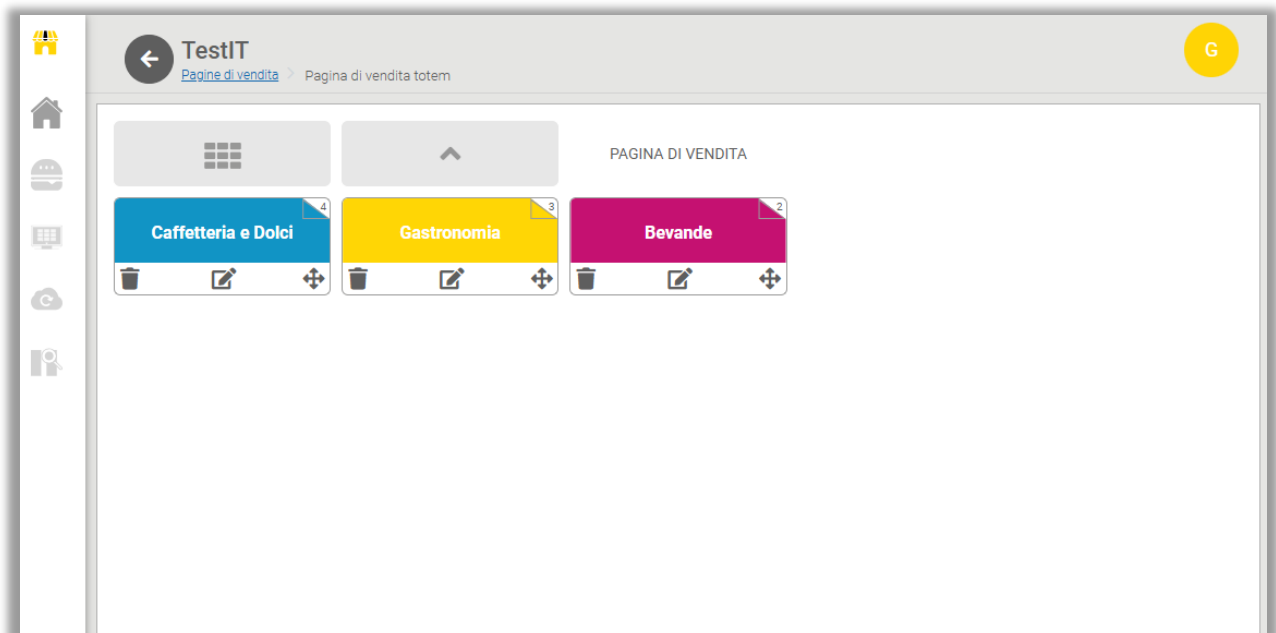 TestIT
G
Pagine di vendita > Pagina di vendita totem
PAGINA DI VENDITA
4
3
2
Caffetteria e Dolci
Gastronomia
Bevande